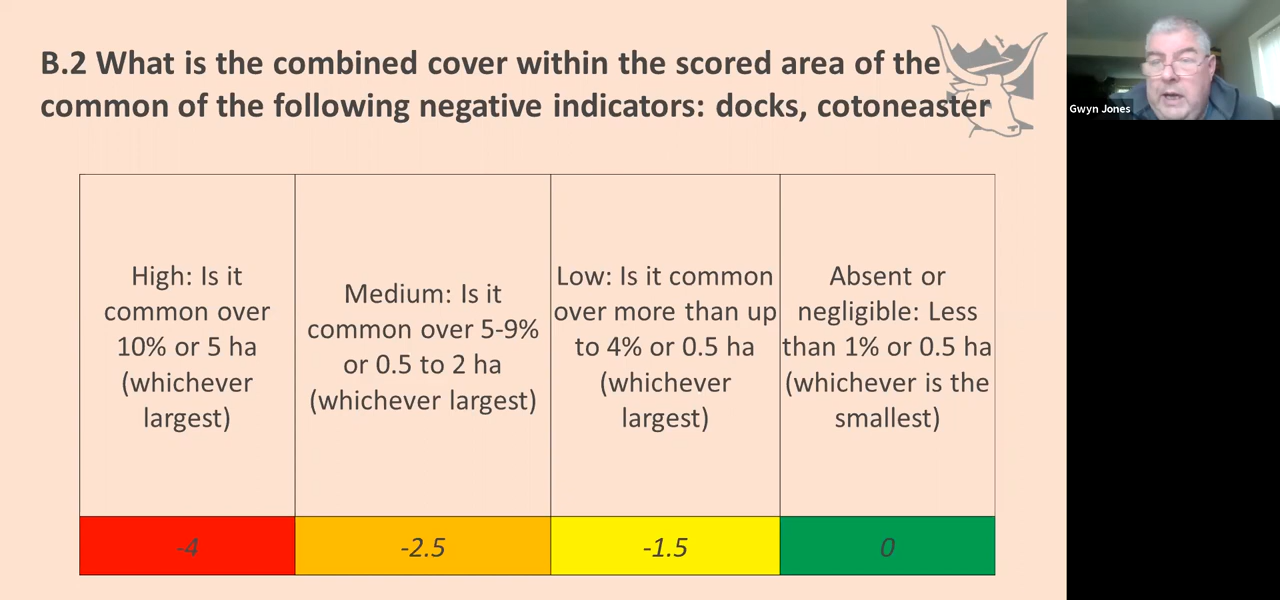 B.2 What is the combined cover within the scored area of the
common of the following negative indicators: docks, cotoneaster
Gwyn Jones
High: Is it
common over
10% or 5 ha
(whichever
largest)
Medium: Is it
common over 5-9%
or 0.5 to 2 ha
(whichever largest)
Low: Is it common
over more than up
to 4% or 0.5 ha
(whichever
largest)
Absent or
negligible: Less
than 1% or 0.5 ha
(whichever is the
smallest)
-4
-2.5
-1.5
0